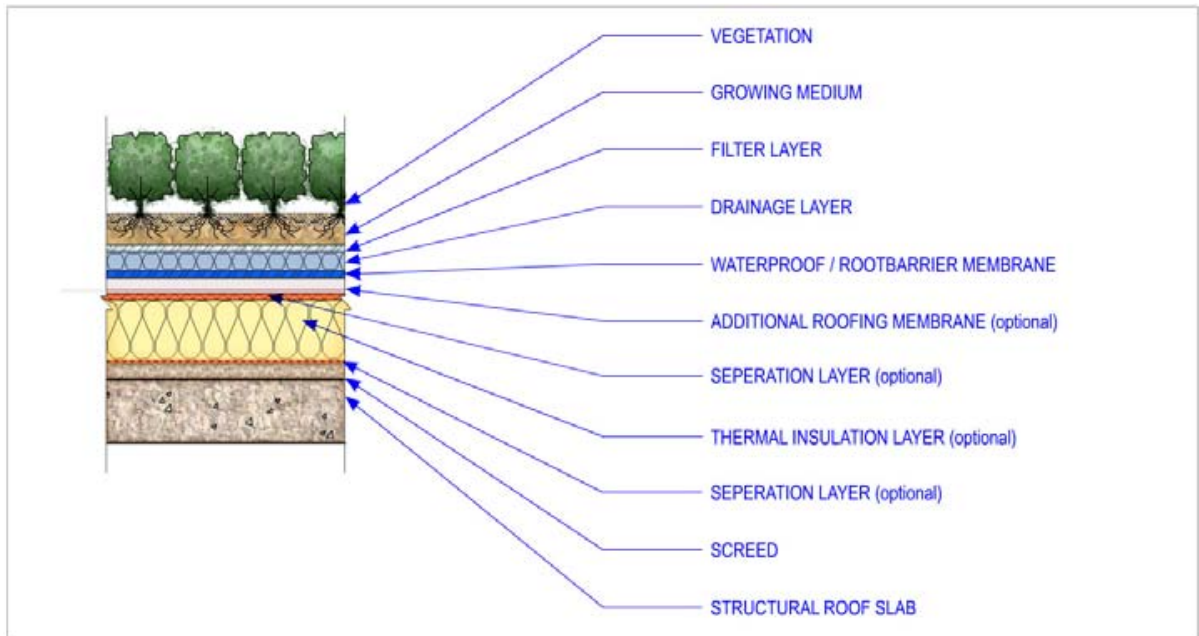 VEGETATION
GROWING MEDIUM
FILTER LAYER
DRAINAGE LAYER
WATERPROOF / ROOTBARRIER MEMBRANE
ADDITIONAL ROOFING MEMBRANE (optional)
SEPERATION LAYER (optional)
THERMAL INSULATION LAYER (optional)
SEPERATION LAYER (optional)
SCREED
STRUCTURAL ROOF SLAB